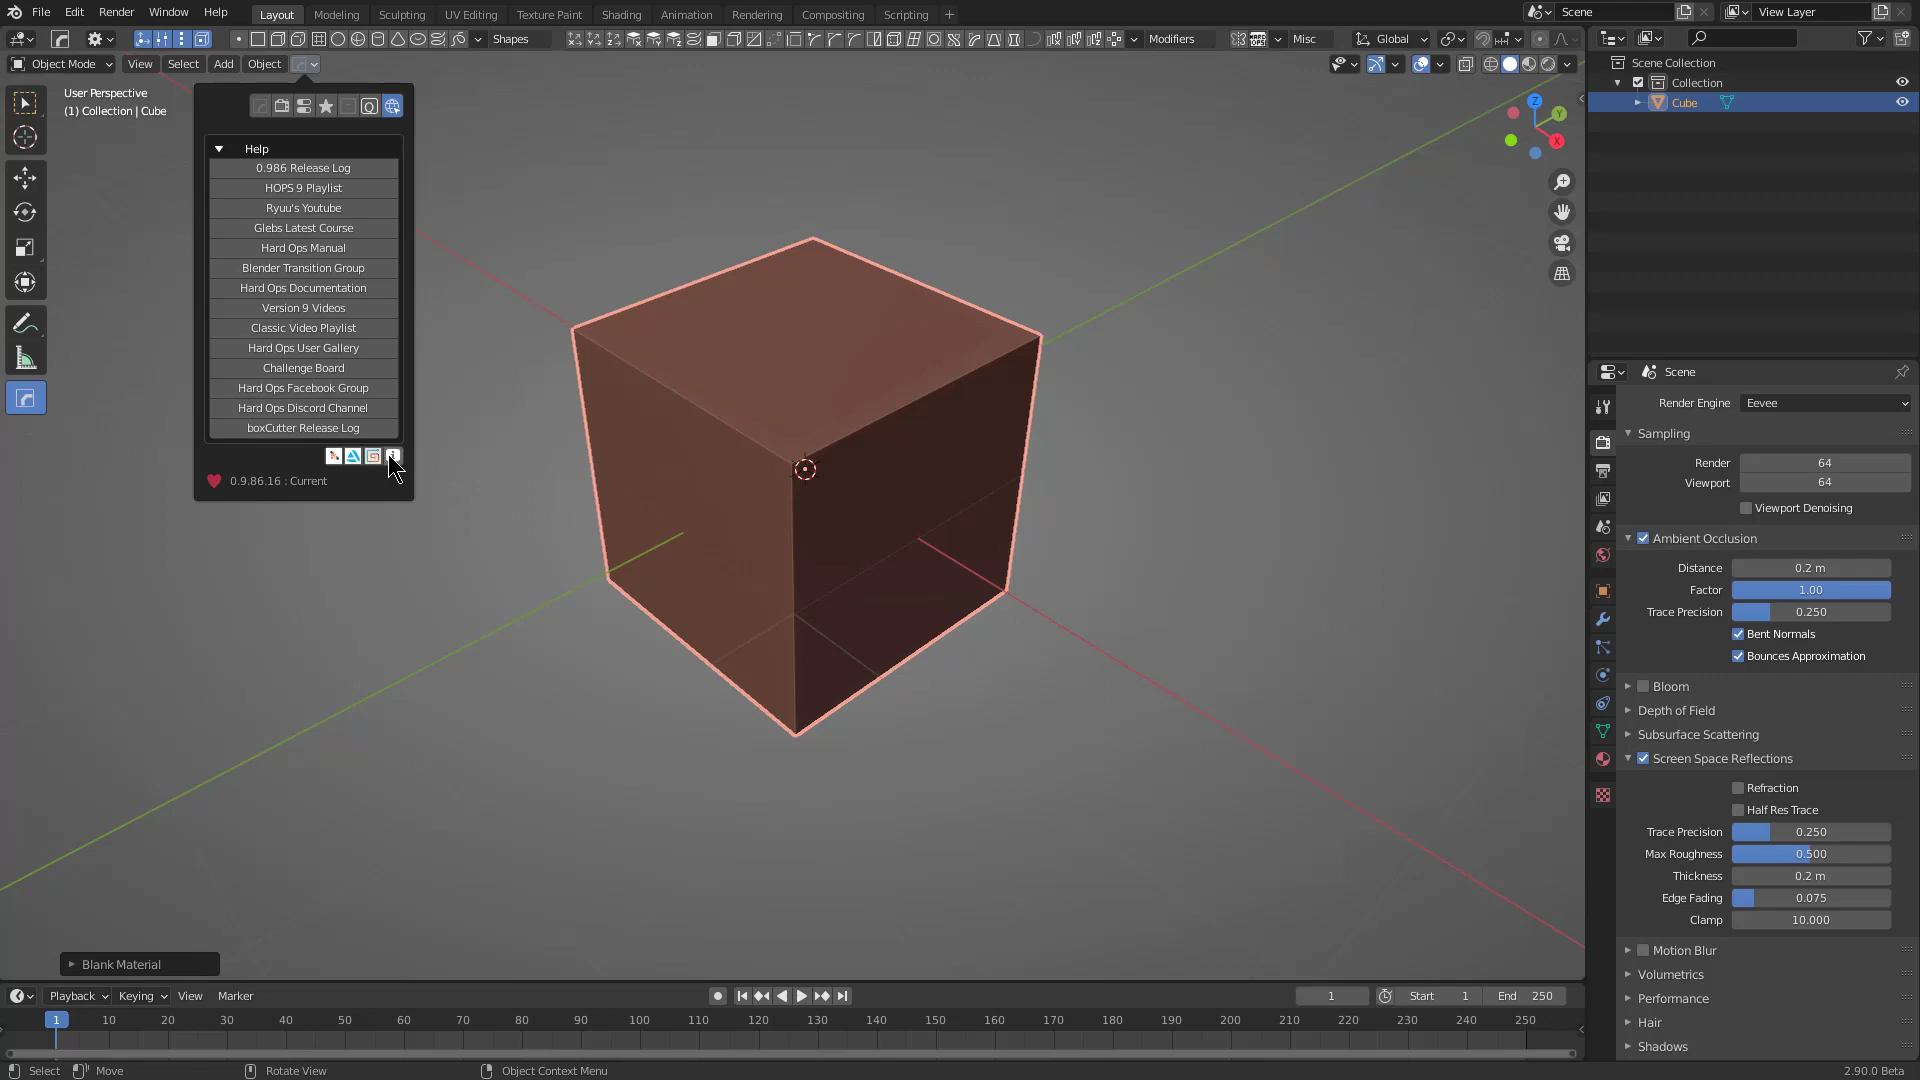 File Edit Render Window Help Layout Modeling Sculpting UV Editing Texture Paint Shading Animation Rendering Compositing Scripting + Scene View Layer
Shapes Modifiers Misc Global
Object Mode View Select Add Object
User Perspective
(1) Collection | Cube
Help
0.986 Release Log
HOPS 9 Playlist
Ryuu's Youtube
Glebs Latest Course
Hard Ops Manual
Blender Transition Group
Hard Ops Documentation
Version 9 Videos
Classic Video Playlist
Hard Ops User Gallery
Challenge Board
Hard Ops Facebook Group
Hard Ops Discord Channel
boxCutter Release Log
0.9.86.16 : Current
Z
Y
X
Scene Collection
Collection
Cube
Scene
Render Engine Eevee
Sampling
Render 64
Viewport 64
Viewport Denoising
Ambient Occlusion
Distance 0.2 m
Factor 1.00
Trace Precision 0.250
Bent Normals
Bounces Approximation
Bloom
Depth of Field
Subsurface Scattering
Screen Space Reflections
Refraction
Half Res Trace
Trace Precision 0.250
Max Roughness 0.500
Thickness 0.2 m
Edge Fading 0.075
Clamp 10.000
Motion Blur
Volumetrics
Performance
Hair
Shadows
Blank Material
Playback Keying View Marker 1 Start 1 End 250
1 10 20 30 40 50 60 70 80 90 100 110 120 130 140 150 160 170 180 190 200 210 220 230 240 250
Select Move Rotate View Object Context Menu 2.90.0 Beta